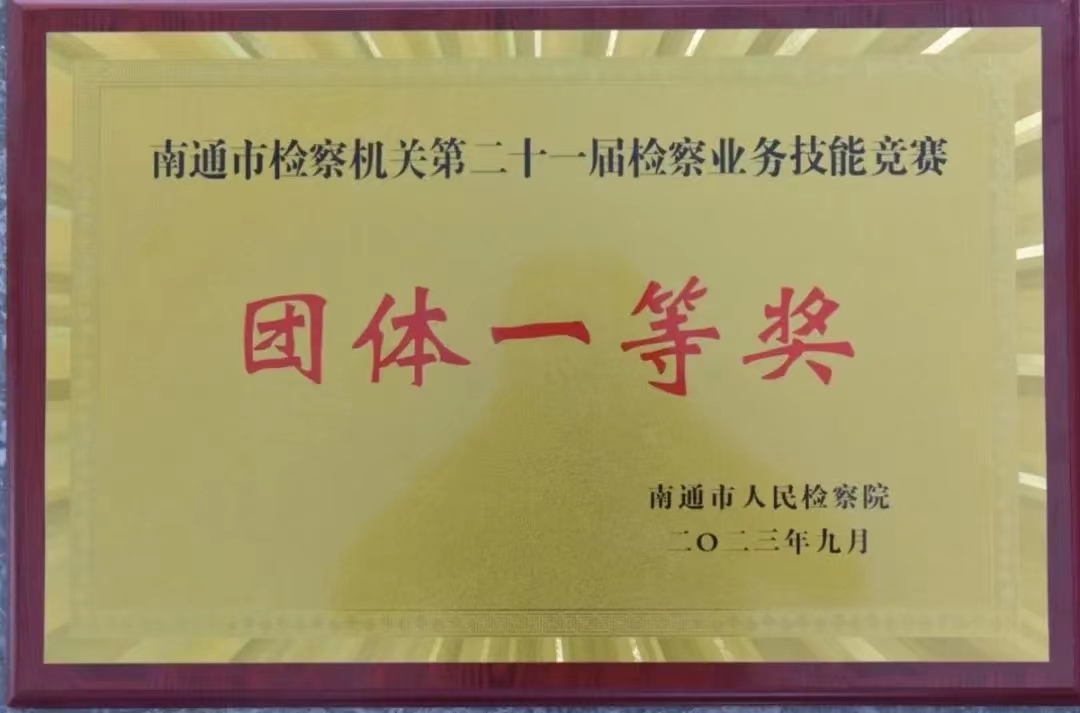 南通市检察机关第二十一届检察业务技能竞赛
团体一等奖
南通市人民检察院
二〇二三年九月